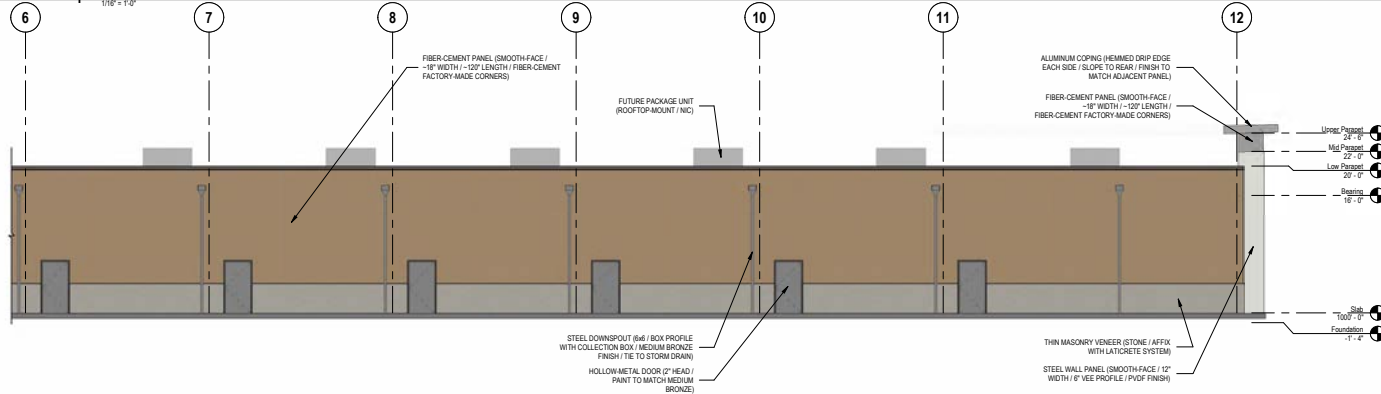 1/16" = 1'-0"
6
7
8
9
10
11
12
FIBER-CEMENT PANEL (SMOOTH-FACE /
~18" WIDTH / ~120" LENGTH / FIBER-CEMENT
FACTORY-MADE CORNERS)
FUTURE PACKAGE UNIT
(ROOFTOP-MOUNT / NIC)
ALUMINUM COPING (HEMMED DRIP EDGE
EACH SIDE / SLOPE TO REAR / FINISH TO
MATCH ADJACENT PANEL)
FIBER-CEMENT PANEL (SMOOTH-FACE /
~18" WIDTH / ~120" LENGTH /
FIBER-CEMENT FACTORY-MADE CORNERS)
Upper Parapet
24' - 6"
Mid Parapet
22' - 0"
Low Parapet
20' - 0"
Bearing
16' - 0"
Slab
1000' - 0"
Foundation
-1' - 4"
STEEL DOWNSPOUT (6x6 / BOX PROFILE
WITH COLLECTION BOX / MEDIUM BRONZE
FINISH / TIE TO STORM DRAIN)
HOLLOW-METAL DOOR (2" HEAD /
PAINT TO MATCH MEDIUM
BRONZE)
THIN MASONRY VENEER (STONE / AFFIX
WITH LATICRETE SYSTEM)
STEEL WALL PANEL (SMOOTH-FACE / 12"
WIDTH / 6" VEE PROFILE / PVDF FINISH)